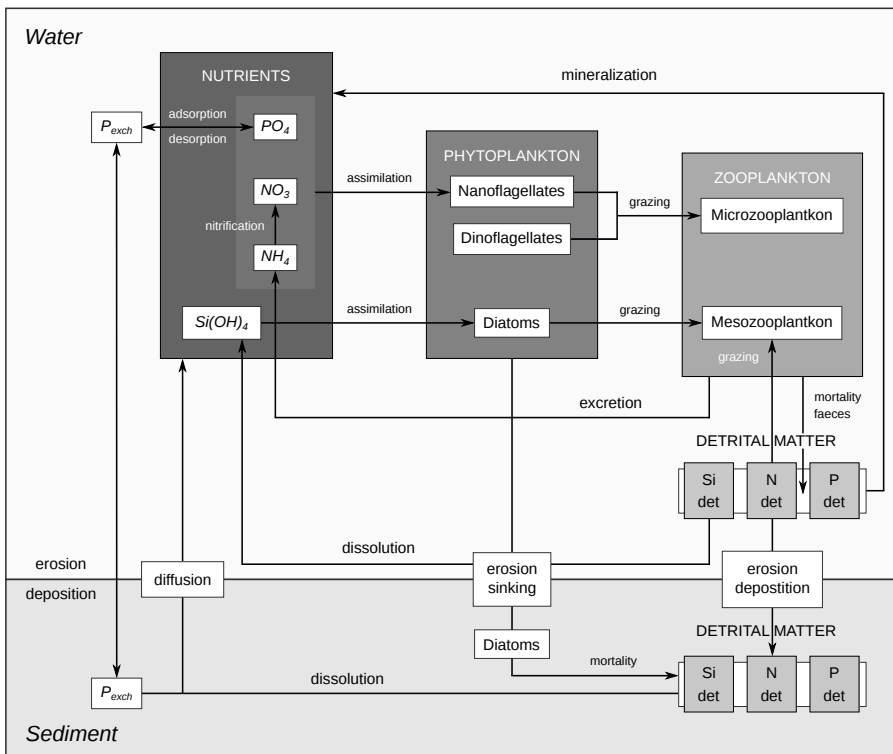 Water
NUTRIENTS
mineralization
adsorption
P_exch
PO₄
desorption
PHYTOPLANKTON
ZOOPLANKTON
NO₃
assimilation
Nanoflagellates
grazing
Microzooplantkon
nitrification
Dinoflagellates
NH₄
Si(OH)₄
assimilation
Diatoms
grazing
Mesozooplantkon
grazing
excretion
mortality
faeces
DETRITAL MATTER
Si
det
N
det
P
det
dissolution
erosion
deposition
diffusion
erosion
sinking
erosion
depostition
Diatoms
DETRITAL MATTER
mortality
Si
det
N
det
P
det
P_exch
dissolution
Sediment